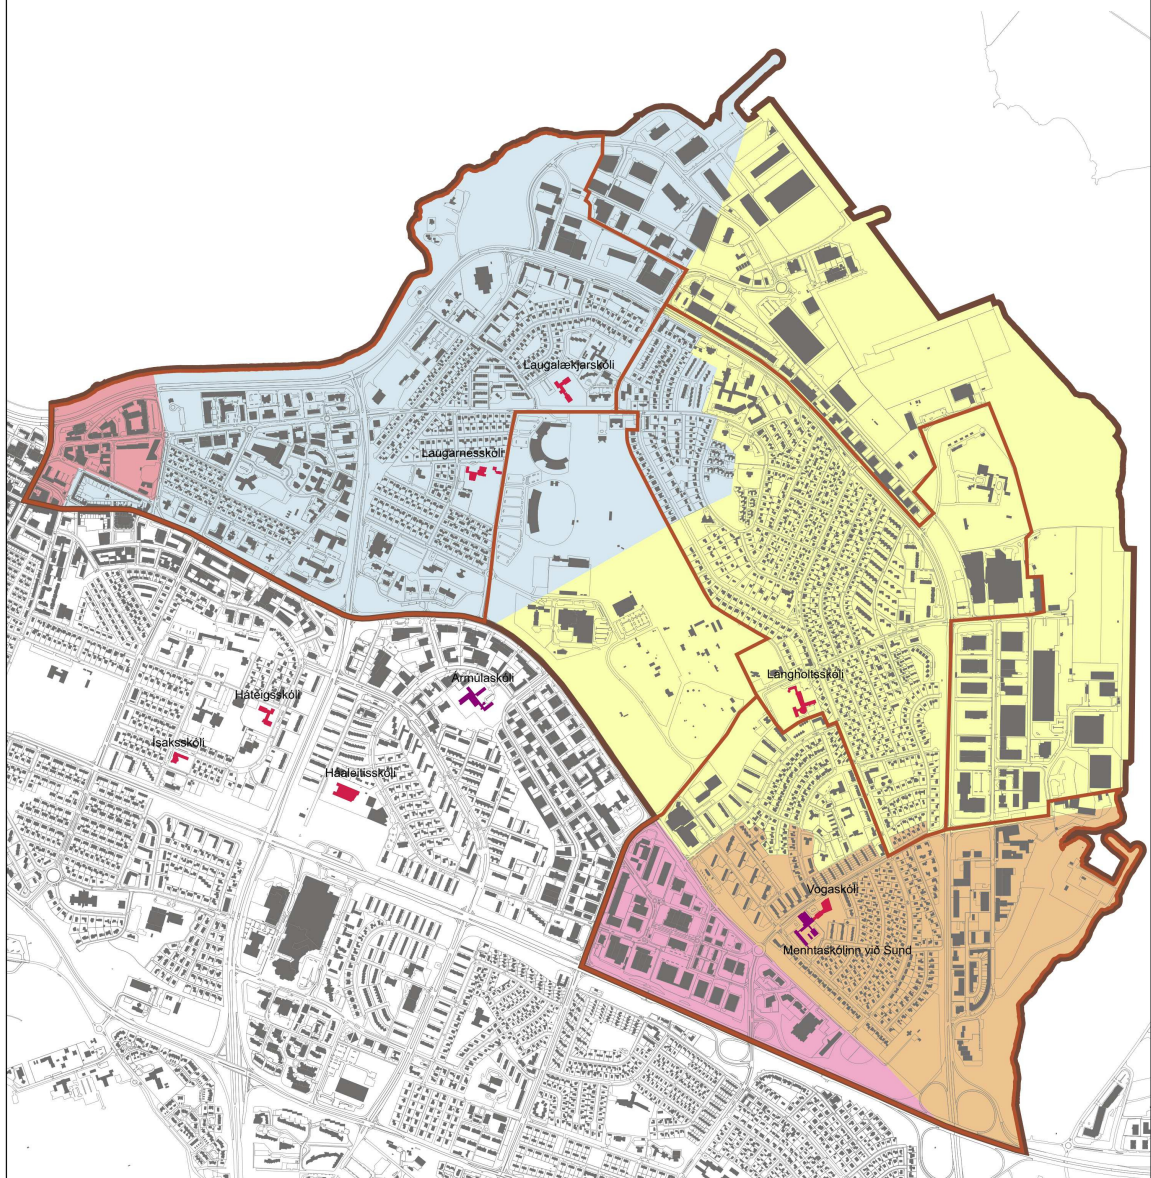 Laugalækjarskóli
Laugarnesskóli
Langholtsskóli
Ármúlaskóli
Háteigsskóli
Ísaksskóli
Háaleitisskóli
Vogaskóli
Menntaskólinn við Sund